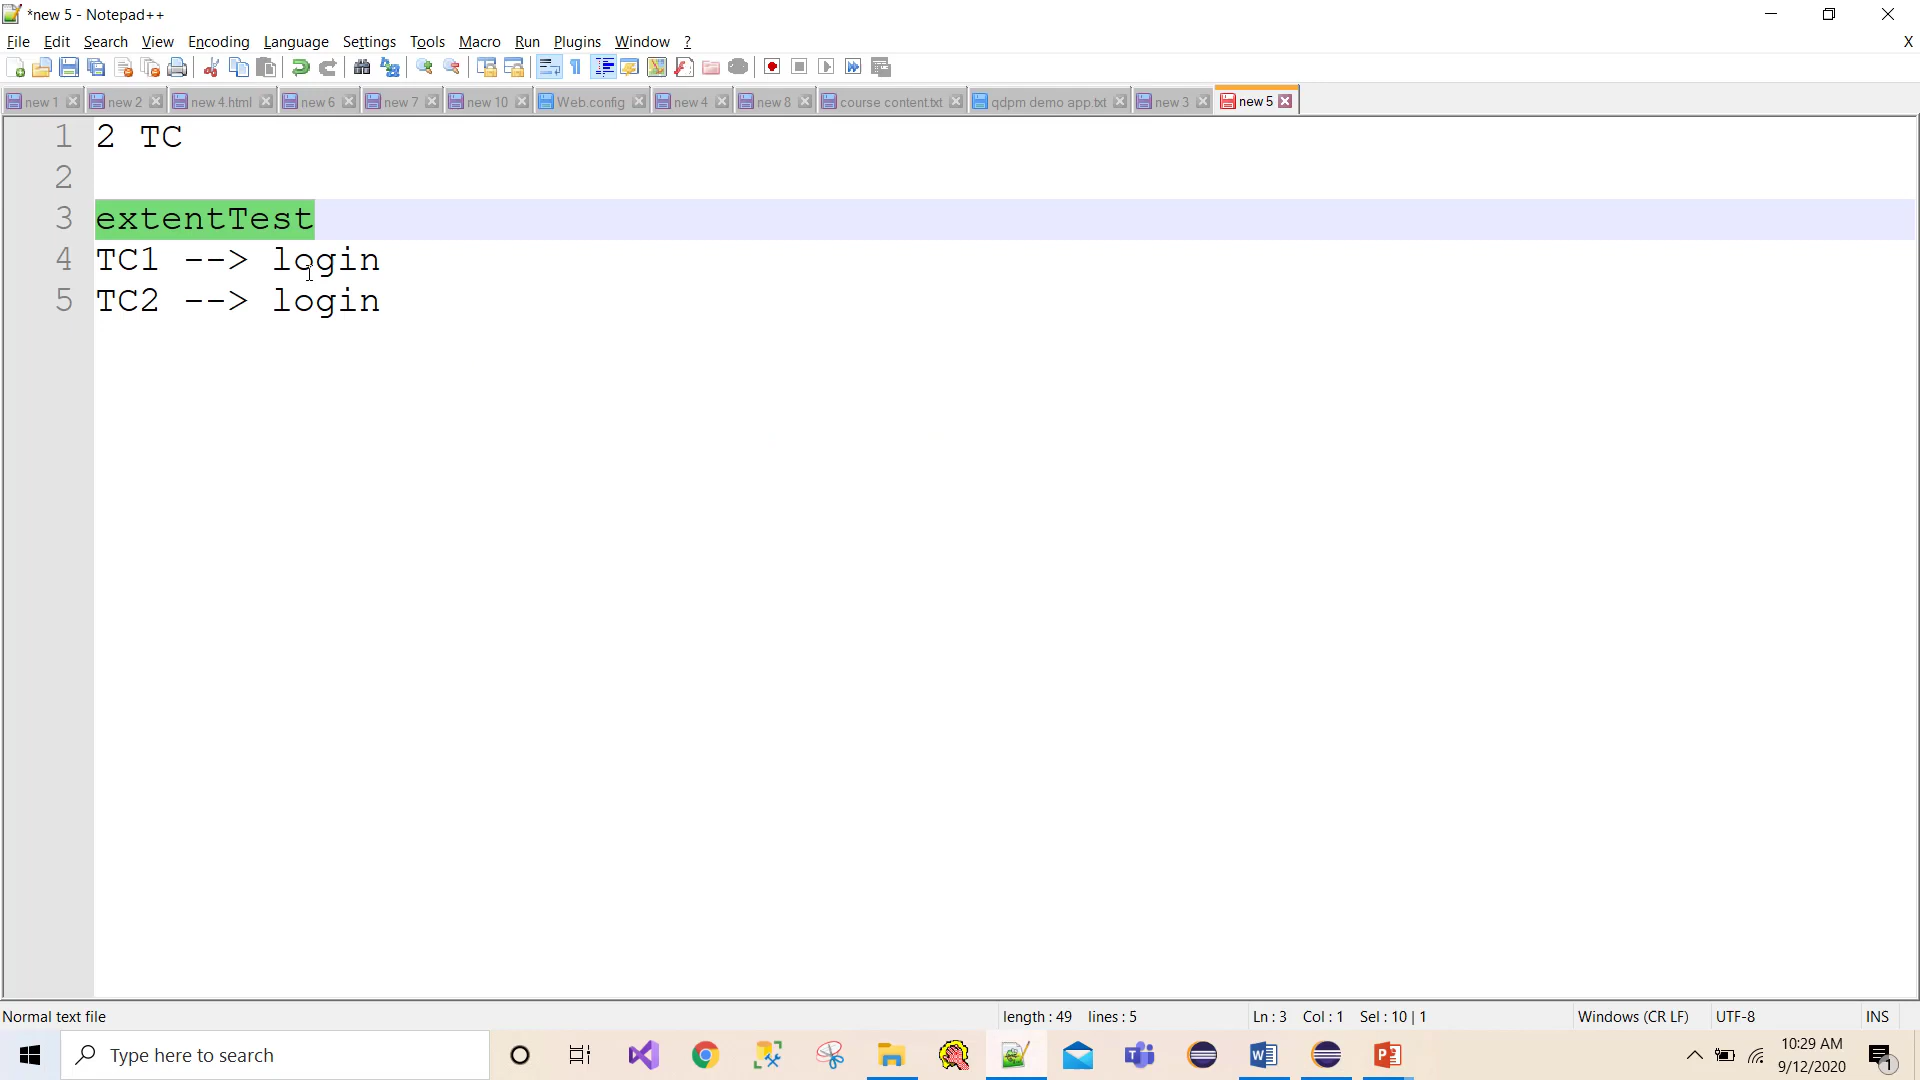 *new 5 - Notepad++
File Edit Search View Encoding Language Settings Tools Macro Run Plugins Window ? X
new 1 new 2 new 4.html new 6 new 7 new 10 Web.config new 4 new 8 course content.txt qdpm demo app.txt new 3 new 5
1 2 TC
2
3 extentTest
4 TC1 --> login
5 TC2 --> login
Normal text file length : 49 lines : 5 Ln : 3 Col : 1 Sel : 10 | 1 Windows (CR LF) UTF-8 INS
Type here to search
10:29 AM
9/12/2020
1